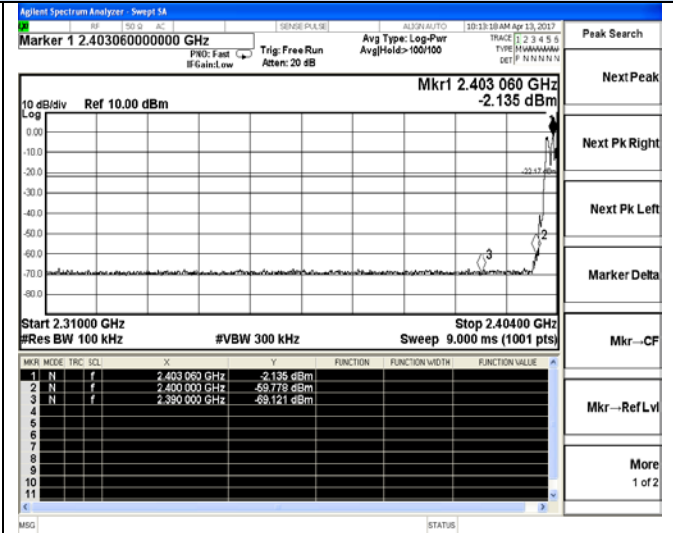 Agilent Spectrum Analyzer - Swept SA
RF 50 Ω AC SENSE:PULSE ALIGN AUTO 10:13:18 AM Apr 13, 2017
Marker 1 2.403060000000 GHz
PNO: Fast
IFGain:Low
Trig: Free Run
Atten: 20 dB
Avg Type: Log-Pwr
Avg|Hold:>100/100
TRACE 1 2 3 4 5 6
TYPE MWWWWW
DET P N N N N N
Mkr1 2.403 060 GHz
-2.135 dBm
10 dB/div Ref 10.00 dBm
Log
0.00
-10.0
-20.0
-30.0
-40.0
-50.0
-60.0
-70.0
-80.0
-22.17 dBm
2
3
Start 2.31000 GHz Stop 2.40400 GHz
#Res BW 100 kHz #VBW 300 kHz Sweep 9.000 ms (1001 pts)
MKR MODE TRC SCL X Y FUNCTION FUNCTION WIDTH FUNCTION VALUE
1 N f 2.403 060 GHz -2.135 dBm
2 N f 2.400 000 GHz -59.778 dBm
3 N f 2.390 000 GHz -69.121 dBm
4
5
6
7
8
9
10
11
MSG STATUS
Peak Search
Next Peak
Next Pk Right
Next Pk Left
Marker Delta
Mkr→CF
Mkr→Ref Lvl
More
1 of 2